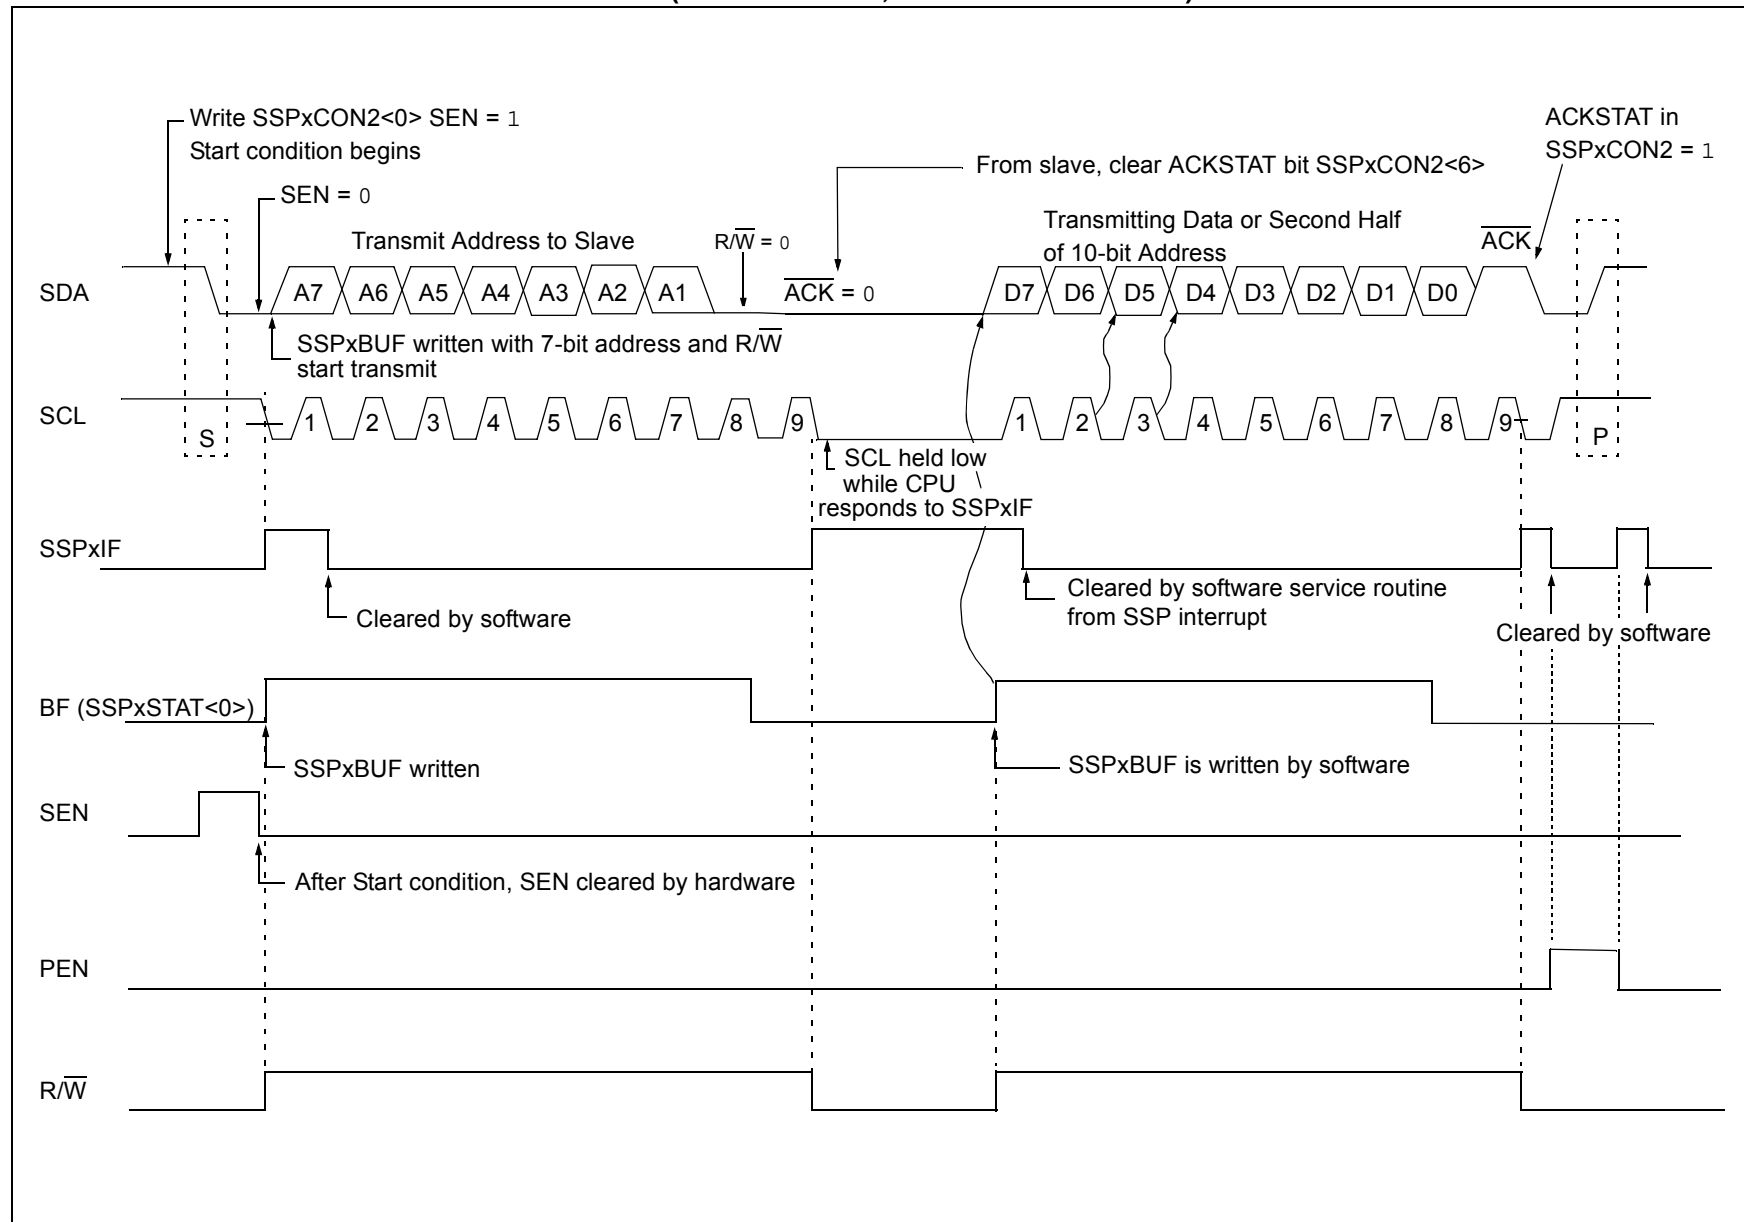 Write SSPxCON2<0> SEN = 1
Start condition begins
ACKSTAT in
SSPxCON2 = 1
From slave, clear ACKSTAT bit SSPxCON2<6>
SEN = 0
Transmitting Data or Second Half
of 10-bit Address
Transmit Address to Slave
R/W̅ = 0
A̅C̅K̅
SDA
A7 A6 A5 A4 A3 A2 A1
A̅C̅K̅ = 0
D7 D6 D5 D4 D3 D2 D1 D0
SSPxBUF written with 7-bit address and R/W̅
start transmit
SCL
S
1 2 3 4 5 6 7 8 9
1 2 3 4 5 6 7 8 9
P
SCL held low
while CPU
responds to SSPxIF
SSPxIF
Cleared by software
Cleared by software service routine
from SSP interrupt
Cleared by software
BF (SSPxSTAT<0>)
SSPxBUF written
SSPxBUF is written by software
SEN
After Start condition, SEN cleared by hardware
PEN
R/W̅